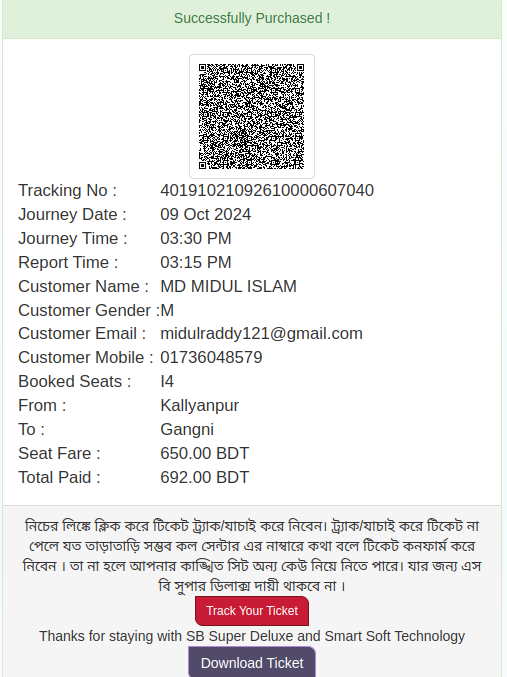 Successfully Purchased !
Tracking No : 40191021092610000607040
Journey Date : 09 Oct 2024
Journey Time : 03:30 PM
Report Time : 03:15 PM
Customer Name : MD MIDUL ISLAM
Customer Gender :M
Customer Email : midulraddy121@gmail.com
Customer Mobile : 01736048579
Booked Seats : I4
From : Kallyanpur
To : Gangni
Seat Fare : 650.00 BDT
Total Paid : 692.00 BDT
নিচের লিঙ্কে ক্লিক করে টিকেট ট্র্যাক/যাচাই করে নিবেন। ট্র্যাক/যাচাই করে টিকেট না
পেলে যত তাড়াতাড়ি সম্ভব কল সেন্টার এর নাম্বারে কথা বলে টিকেট কনফার্ম করে
নিবেন । তা না হলে আপনার কাঙ্খিত সিট অন্য কেউ নিয়ে নিতে পারে। যার জন্য এস
বি সুপার ডিলাক্স দায়ী থাকবে না ।
Track Your Ticket
Thanks for staying with SB Super Deluxe and Smart Soft Technology
Download Ticket